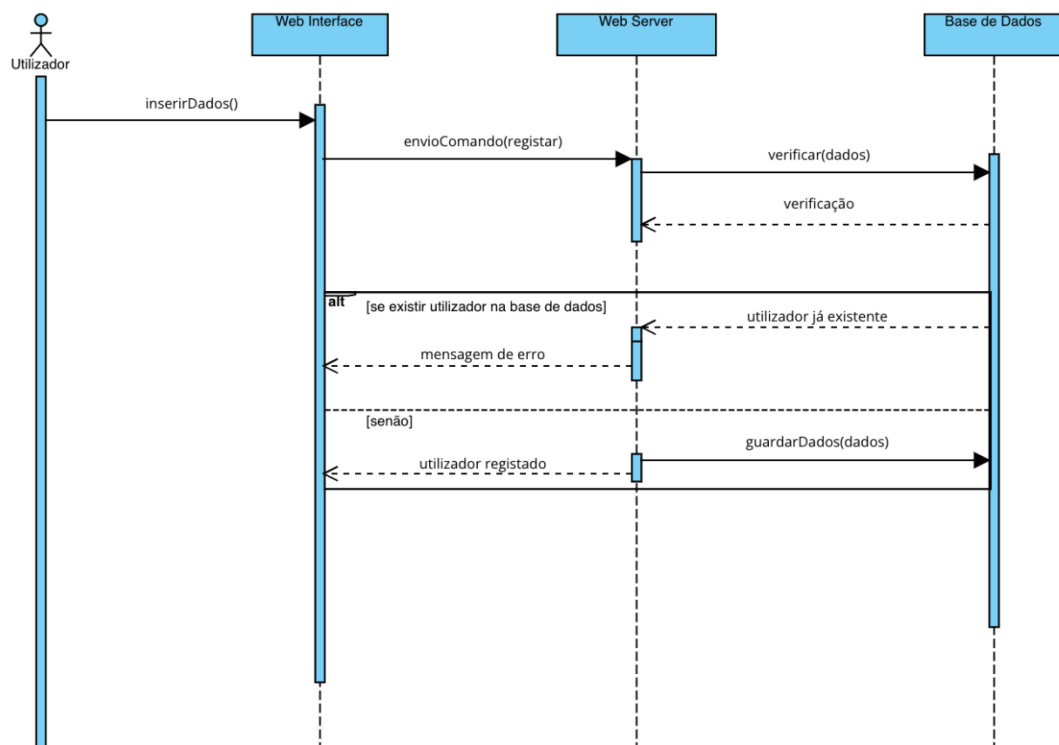 Web Interface
Web Server
Base de Dados
Utilizador
inserirDados()
envioComando(registar)
verificar(dados)
verificação
alt
[se existir utilizador na base de dados]
utilizador já existente
mensagem de erro
[senão]
guardarDados(dados)
utilizador registado